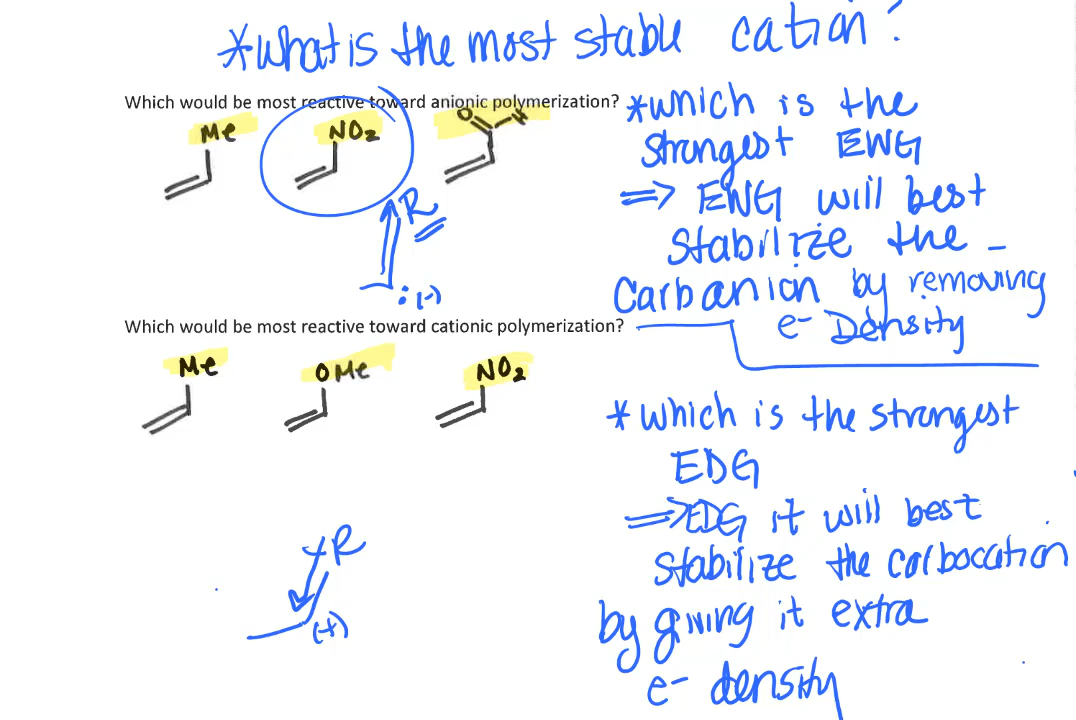 *What is the most stable cation?
Which would be most reactive toward anionic polymerization?
Me
NO₂
O
H
*which is the
strongest EWG
⇒ EWG will best
stabilize the -
Carbanion by removing
e- Density
R
:(-)
Which would be most reactive toward cationic polymerization?
Me
OMe
NO₂
*which is the strongest
EDG
⇒EDG it will best
stabilize the carbocation
by giving it extra
e- density
R
(+)